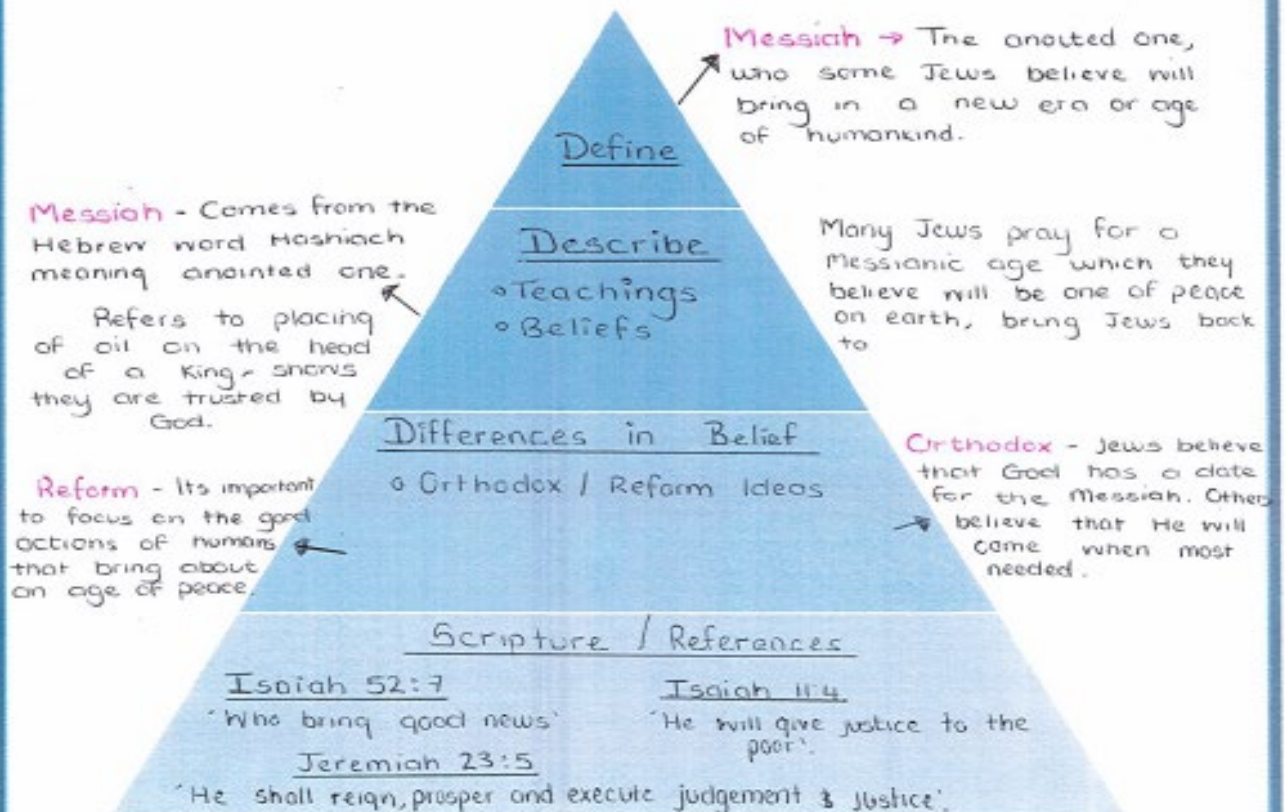 Messiah → The anoited one,
who some Jews believe will
bring in a new era or age
of humankind.
Define
Messiah - Comes from the
Hebrew word Mashiach
meaning anointed one.
Refers to placing
of oil on the head
of a King - shows
they are trusted by
God.
Describe
Teachings
Beliefs
Many Jews pray for a
Messianic age which they
believe will be one of peace
on earth, bring Jews back
to
Differences in Belief
Orthodox / Reform Ideas
Reform - Its important
to focus on the good
actions of humans
that bring about
an age of peace.
Orthodox - Jews believe
that God has a date
for the Messiah. Others
believe that He will
come when most
needed.
Scripture / References
Isaiah 52:7
'Who bring good news'
Isaiah 11:4
'He will give justice to the
poor'.
Jeremiah 23:5
'He shall reign, prosper and execute judgement & justice'.